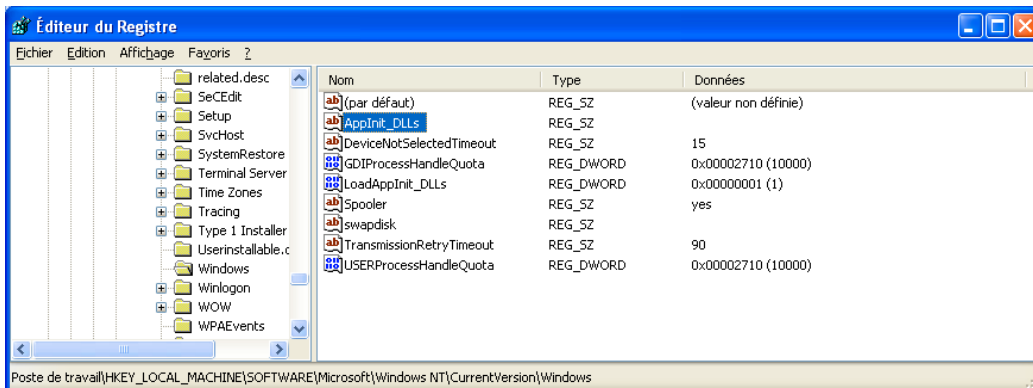 Éditeur du Registre
Fichier Edition Affichage Favoris ?
related.desc
SeCEdit
Setup
SvcHost
SystemRestore
Terminal Server
Time Zones
Tracing
Type 1 Installer
Userinstallable.c
Windows
Winlogon
WOW
WPAEvents
Nom Type Données
(par défaut) REG_SZ (valeur non définie)
AppInit_DLLs REG_SZ
DeviceNotSelectedTimeout REG_SZ 15
GDIProcessHandleQuota REG_DWORD 0x00002710 (10000)
LoadAppInit_DLLs REG_DWORD 0x00000001 (1)
Spooler REG_SZ yes
swapdisk REG_SZ
TransmissionRetryTimeout REG_SZ 90
USERProcessHandleQuota REG_DWORD 0x00002710 (10000)
Poste de travail\HKEY_LOCAL_MACHINE\SOFTWARE\Microsoft\Windows NT\CurrentVersion\Windows